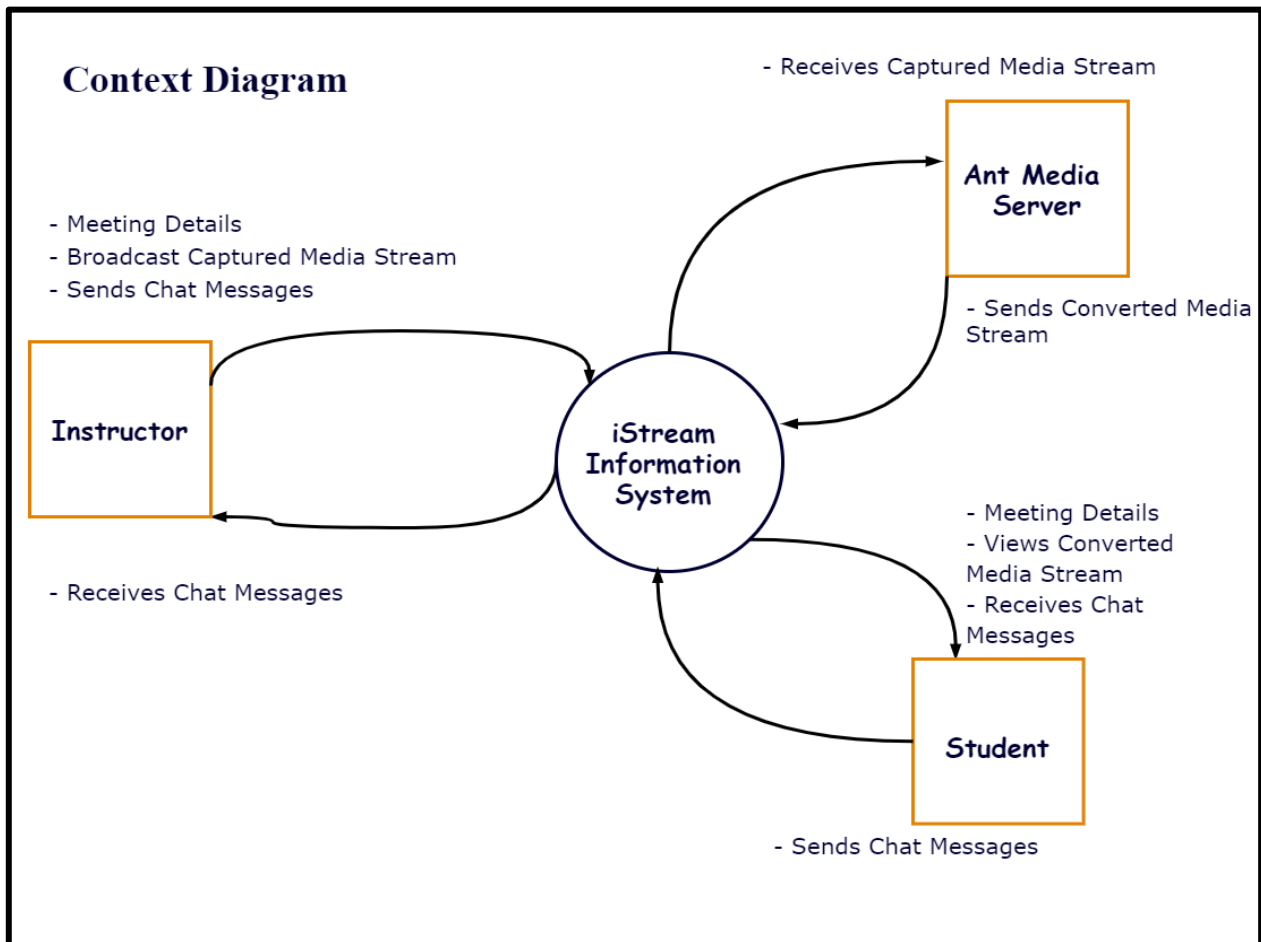 Context Diagram
- Receives Captured Media Stream
Ant Media
Server
- Meeting Details
- Broadcast Captured Media Stream
- Sends Chat Messages
- Sends Converted Media
Stream
Instructor
iStream
Information
System
- Meeting Details
- Views Converted
Media Stream
- Receives Chat
Messages
- Receives Chat Messages
Student
- Sends Chat Messages